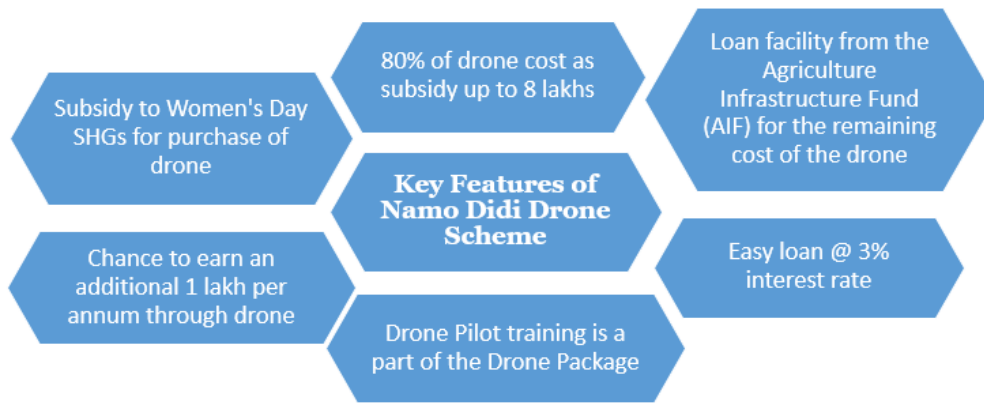 80% of drone cost as
subsidy up to 8 lakhs
Loan facility from the
Agriculture
Infrastructure Fund
(AIF) for the remaining
cost of the drone
Subsidy to Women's Day
SHGs for purchase of
drone
Key Features of
Namo Didi Drone
Scheme
Chance to earn an
additional 1 lakh per
annum through drone
Easy loan @ 3%
interest rate
Drone Pilot training is a
part of the Drone Package